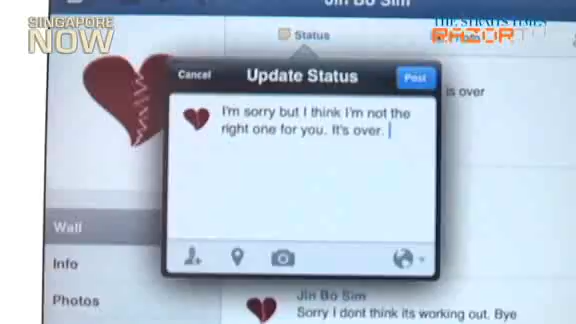 SINGAPORE
NOW
Jin Bo Sim
THE STRAITS TIMES
RAZOR
Status
Cancel
Update Status
Post
is over
I'm sorry but I think I'm not the
right one for you. It's over.
Wall
Info
Photos
Jin Bo Sim
Sorry I dont think its working out. Bye